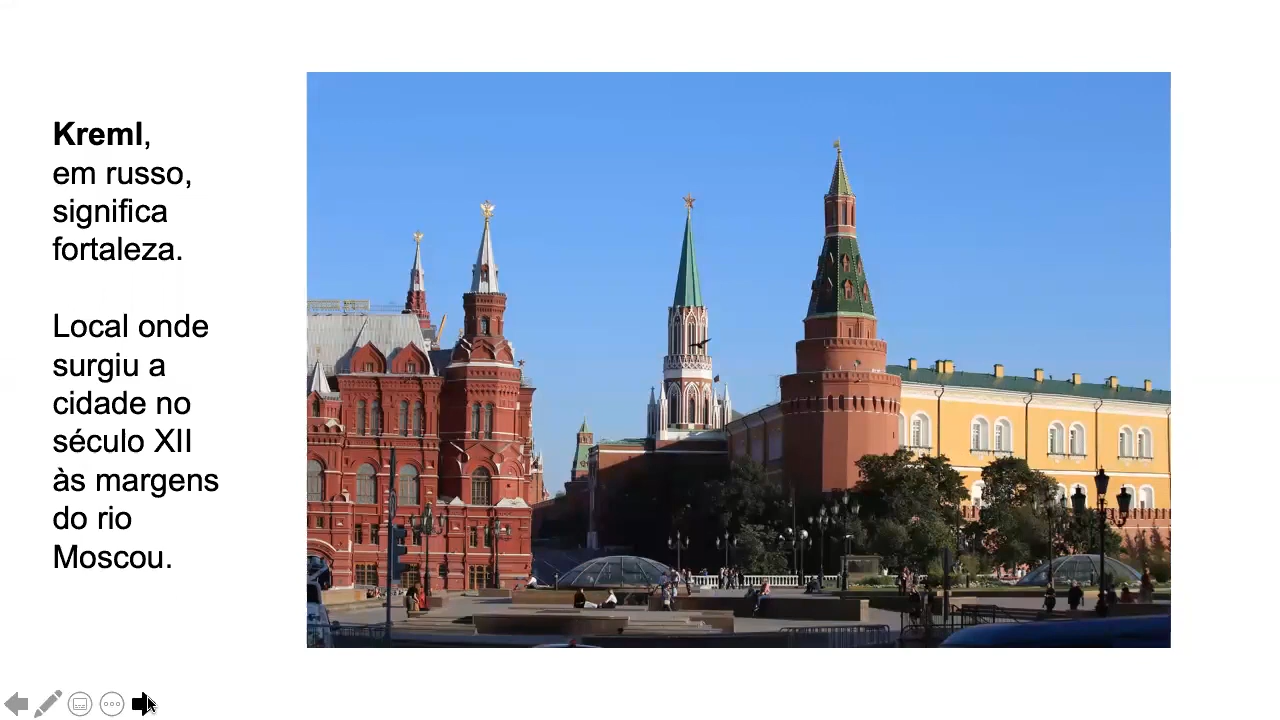 Kreml,
em russo,
significa
fortaleza.
Local onde
surgiu a
cidade no
século XII
às margens
do rio
Moscou.